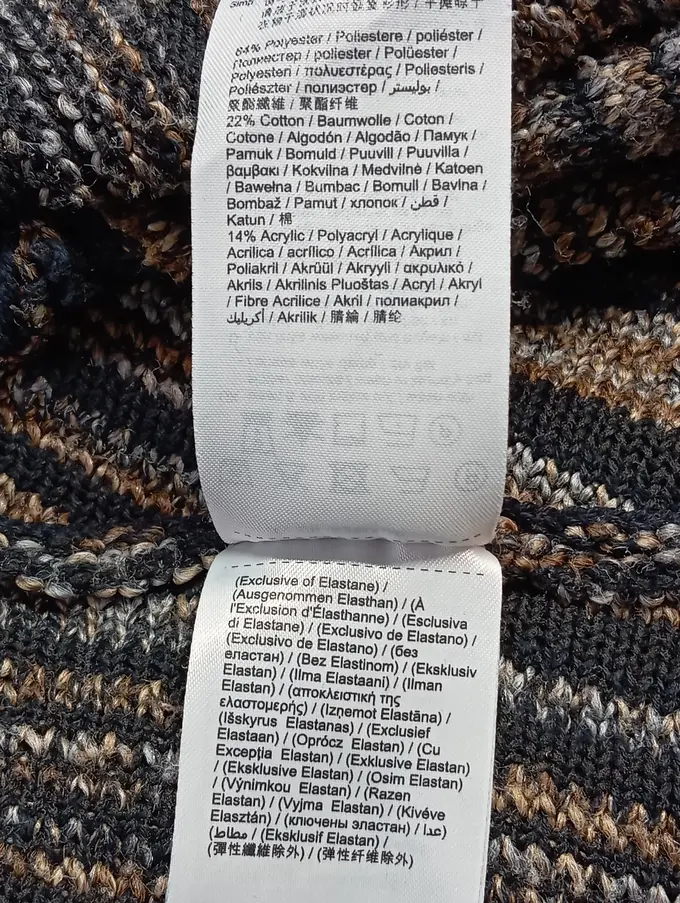 衣物干
64% Polyester / Poliestere / poliéster /
Полиестер / poliester / Polüester /
Polyesteri / πολυεστέρας / Poliesteris /
Poliészter / полиэстер / بوليستر /
聚酯纖維 / 聚酯纤维
22% Cotton / Baumwolle / Coton /
Cotone / Algodón / Algodão / Памук /
Pamuk / Bomuld / Puuvill / Puuvilla /
βαμβακι / Kokvilna / Medvilnė / Katoen
/ Bawełna / Bumbac / Bomull / Bavlna /
Bombaž / Pamut / хлопок / قطن /
Katun / 棉
14% Acrylic / Polyacryl / Acrylique /
Acrilica / acrílico / Acrílica / Акрил /
Poliakril / Akrüül / Akryyli / ακρυλικό /
Akrils / Akrilinis Pluoštas / Acryl / Akryl
/ Fibre Acrilice / Akril / полиакрил /
أكريليك / Akrilik / 腈綸 / 腈纶
(Exclusive of Elastane) /
(Ausgenommen Elasthan) / (À
l'Exclusion d'Élasthanne) / (Esclusiva
di Elastane) / (Exclusivo de Elastano) /
(Exclusivo de Elastano) / (без
еластан) / (Bez Elastinom) / (Eksklusiv
Elastan) / (Ilma Elastaani) / (Ilman
Elastan) / (αποκλειστική της
ελαστομερής) / (Izņemot Elastāna) /
(Išskyrus Elastanas) / (Exclusief
Elastaan) / (Oprócz Elastan) / (Cu
Excepția Elastan) / (Exklusive Elastan)
/ (Eksklusive Elastan) / (Osim Elastan)
/ (Výnimkou Elastan) / (Razen
Elastan) / (Vyjma Elastan) / (Kivéve
Elasztán) / (ключены эластан) / (عدا
مطاط) / (Eksklusif Elastan) /
(彈性纖維除外) / (弹性纤维除外)